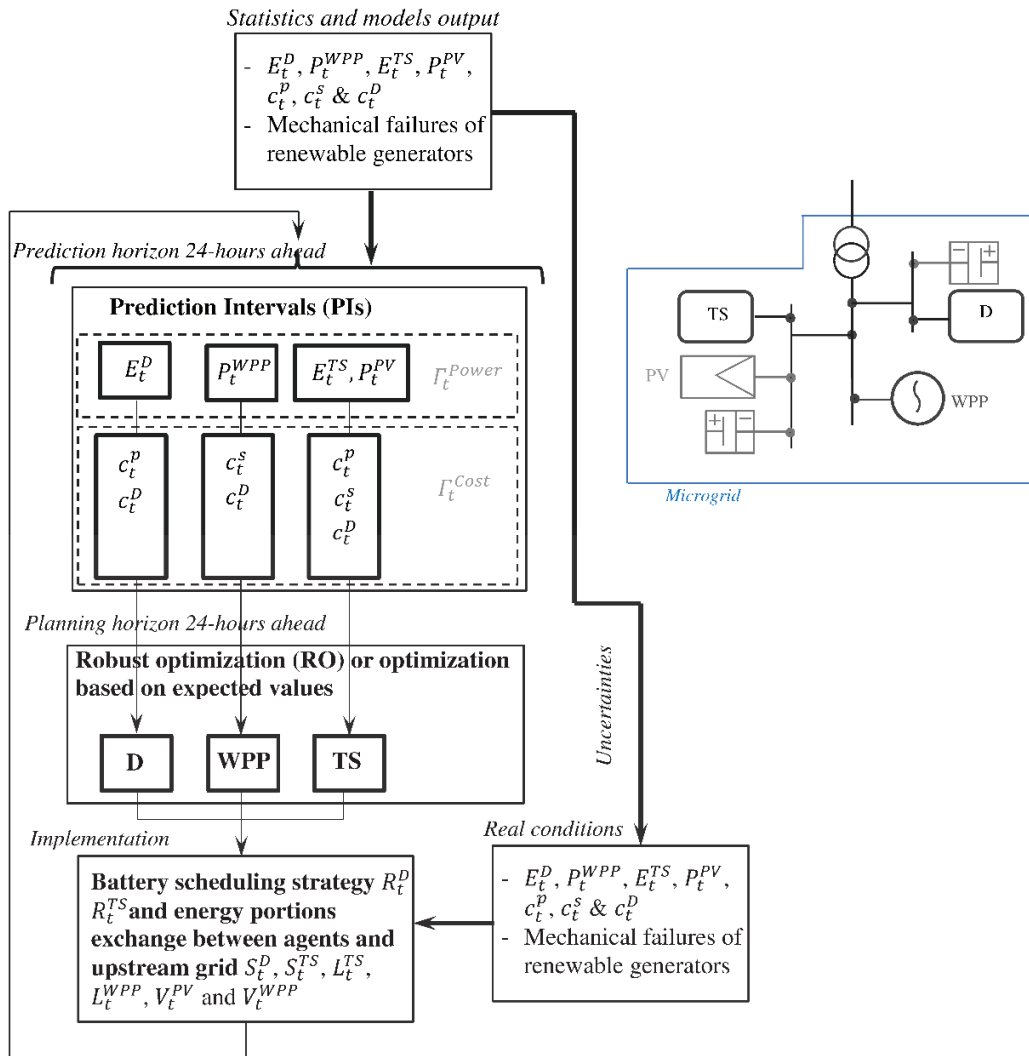 Statistics and models output
- E_t^D, P_t^{WPP}, E_t^{TS}, P_t^{PV},
c_t^p, c_t^s & c_t^D
- Mechanical failures of
renewable generators
Prediction horizon 24-hours ahead
Prediction Intervals (PIs)
E_t^D
P_t^{WPP}
E_t^{TS}, P_t^{PV}
Γ_t^{Power}
c_t^p
c_t^D
c_t^s
c_t^D
c_t^p
c_t^s
c_t^D
Γ_t^{Cost}
Planning horizon 24-hours ahead
Robust optimization (RO) or optimization
based on expected values
D
WPP
TS
Implementation
Battery scheduling strategy R_t^D
R_t^{TS} and energy portions
exchange between agents and
upstream grid S_t^D, S_t^{TS}, L_t^{TS},
L_t^{WPP}, V_t^{PV} and V_t^{WPP}
Uncertainties
Real conditions
- E_t^D, P_t^{WPP}, E_t^{TS}, P_t^{PV},
c_t^p, c_t^s & c_t^D
- Mechanical failures of
renewable generators
- +
TS
D
PV
WPP
+ -
Microgrid